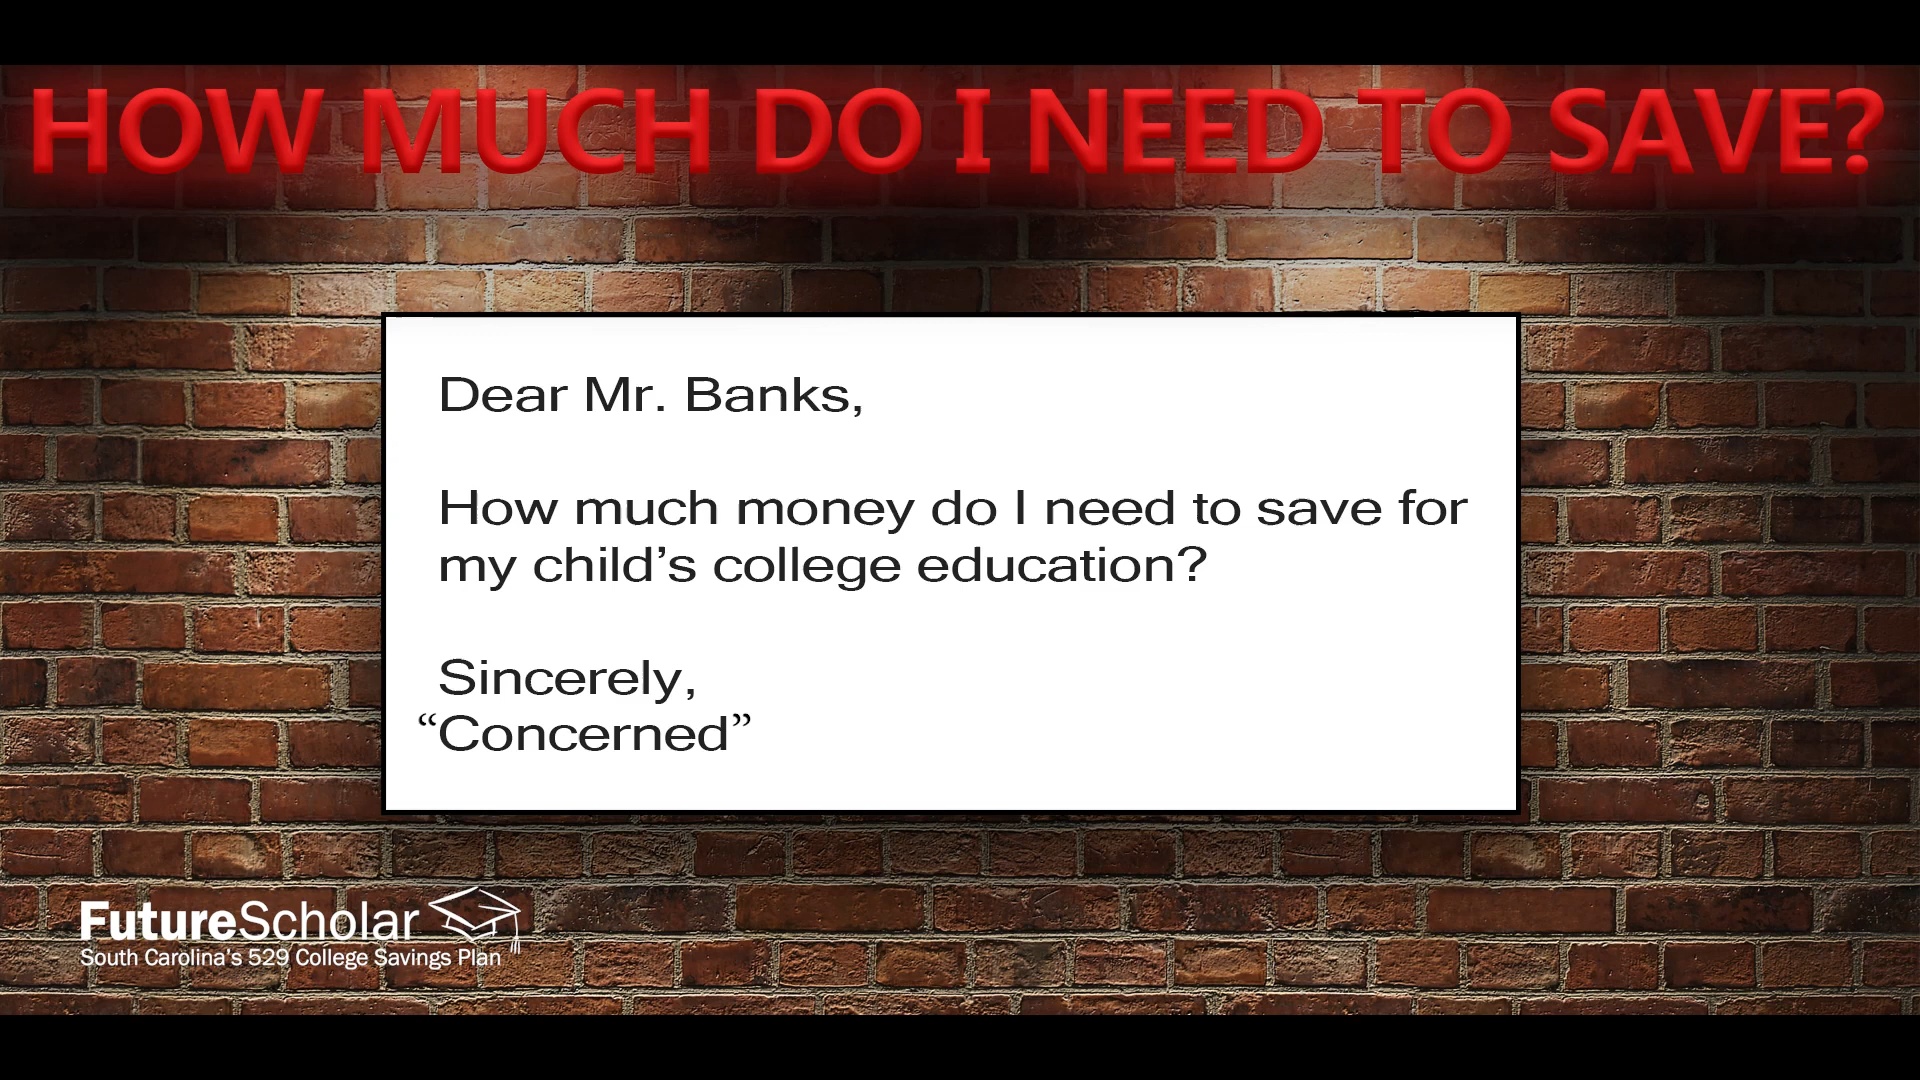 HOW MUCH DO I NEED TO SAVE?
Dear Mr. Banks,
How much money do I need to save for
my child’s college education?
Sincerely,
“Concerned”
FutureScholar
South Carolina's 529 College Savings Plan